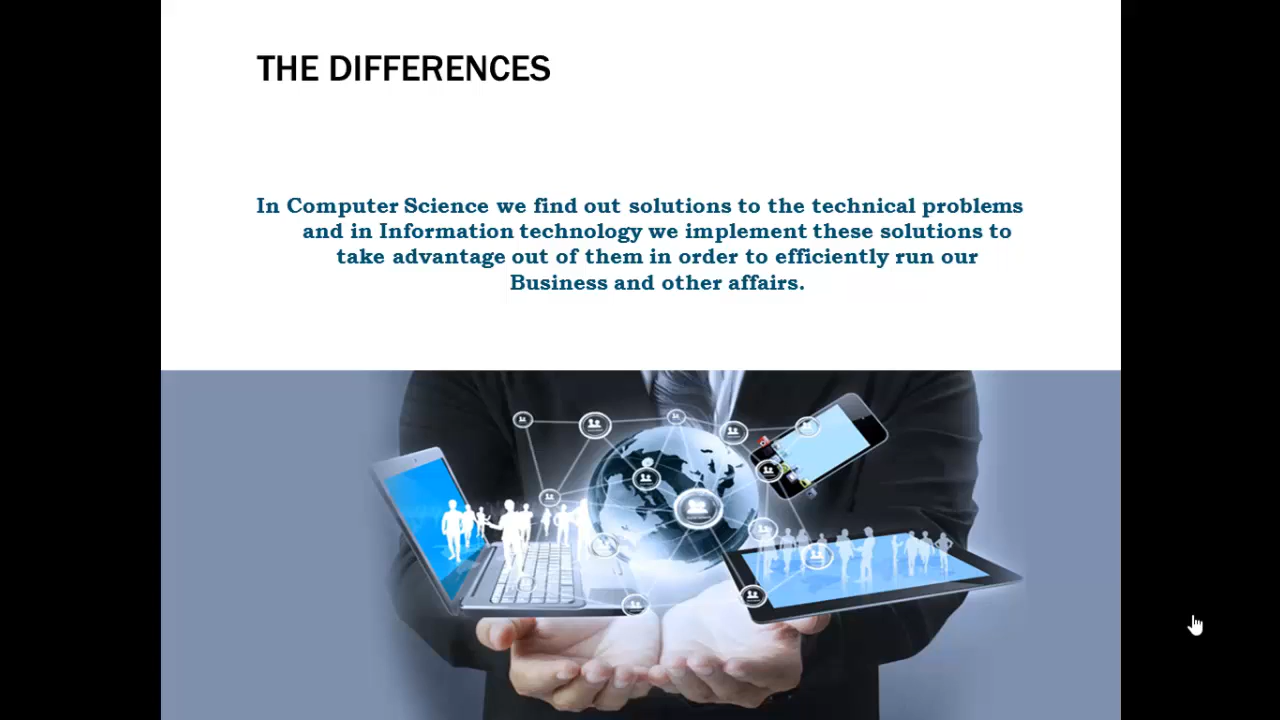 THE DIFFERENCES
In Computer Science we find out solutions to the technical problems
and in Information technology we implement these solutions to
take advantage out of them in order to efficiently run our
Business and other affairs.